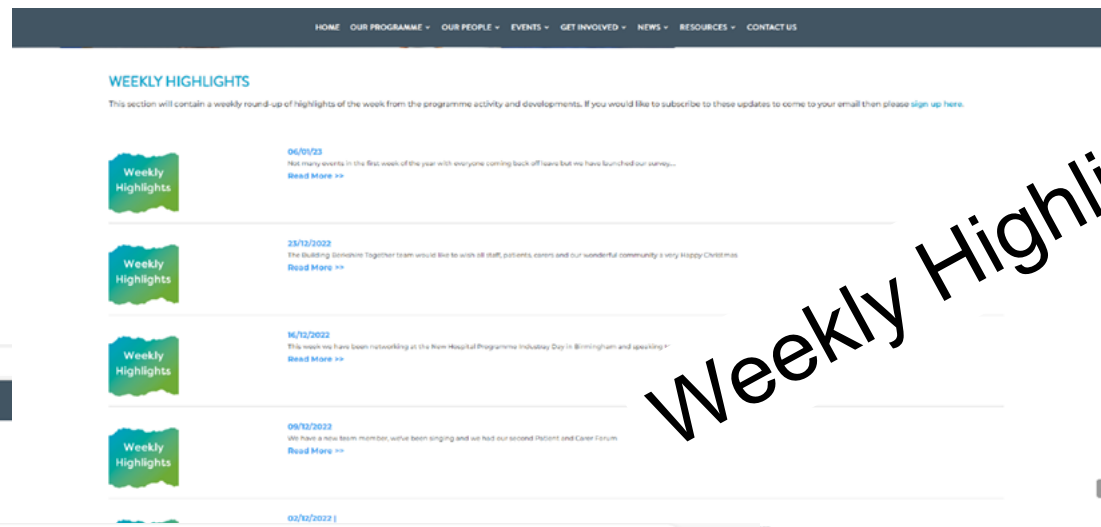 HOME OUR PROGRAMME OUR PEOPLE EVENTS GET INVOLVED NEWS RESOURCES CONTACT US
WEEKLY HIGHLIGHTS
This section will contain a weekly round-up of highlights of the week from the programme activity and developments. If you would like to subscribe to these updates to come to your email then please sign up here.
Weekly
Highlights
06/01/23
Not many events in the first week of the year with everyone coming back off leave but we have launched our survey...
Read More >>
Weekly
Highlights
23/12/2022
The Building Berkshire Together team would like to wish all staff, patients, carers and our wonderful community a very Happy Christmas
Read More >>
Weekly
Highlights
16/12/2022
This week we have been networking at the New Hospital Programme Industry Day in Birmingham and speaking
Read More >>
Weekly
Highlights
09/12/2022
We have a new team member, we've been singing and we had our second Patient and Carer Forum
Read More >>
02/12/2022 |
Weekly Highli